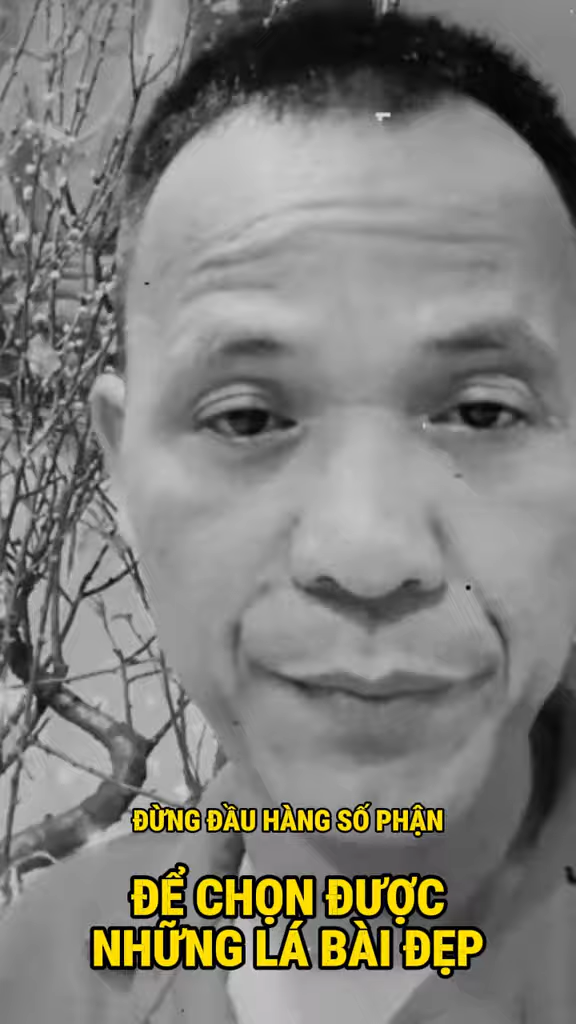 ĐỪNG ĐẦU HÀNG SỐ PHẬN
ĐỂ CHỌN ĐƯỢC
NHỮNG LÁ BÀI ĐẸP